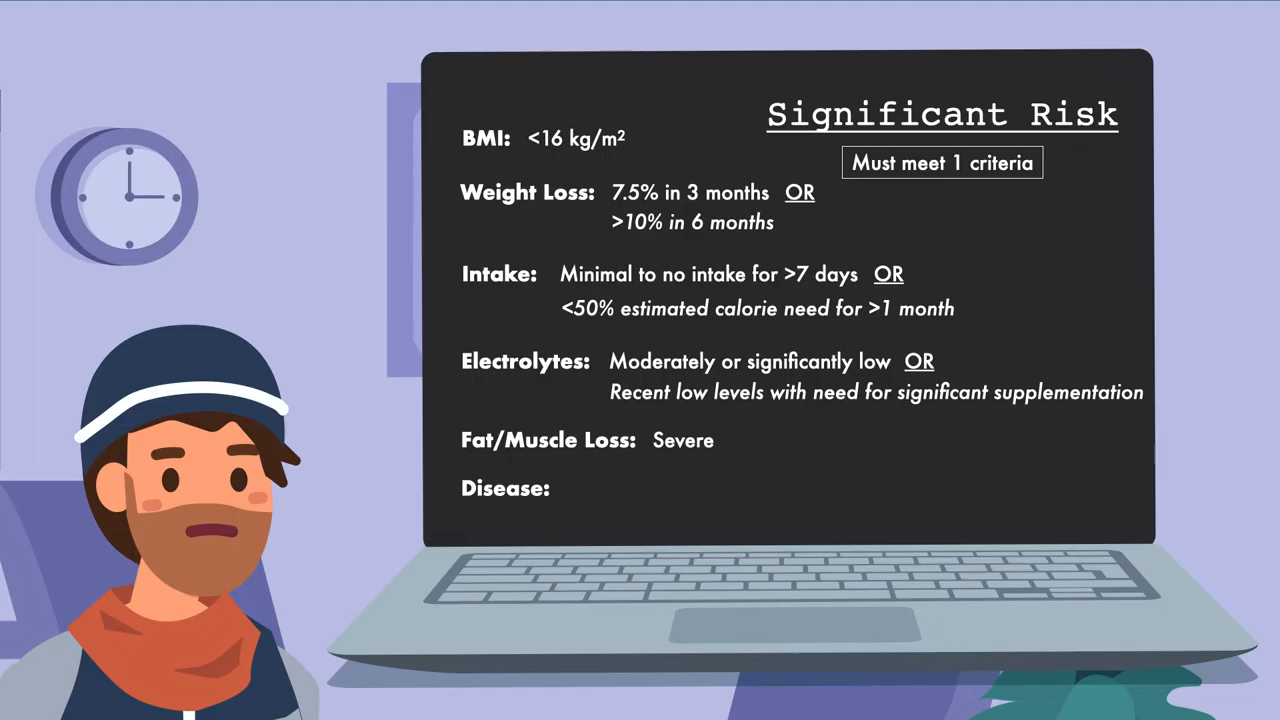 Significant Risk
Must meet 1 criteria
BMI: <16 kg/m²
Weight Loss: 7.5% in 3 months OR
>10% in 6 months
Intake: Minimal to no intake for >7 days OR
<50% estimated calorie need for >1 month
Electrolytes: Moderately or significantly low OR
Recent low levels with need for significant supplementation
Fat/Muscle Loss: Severe
Disease: